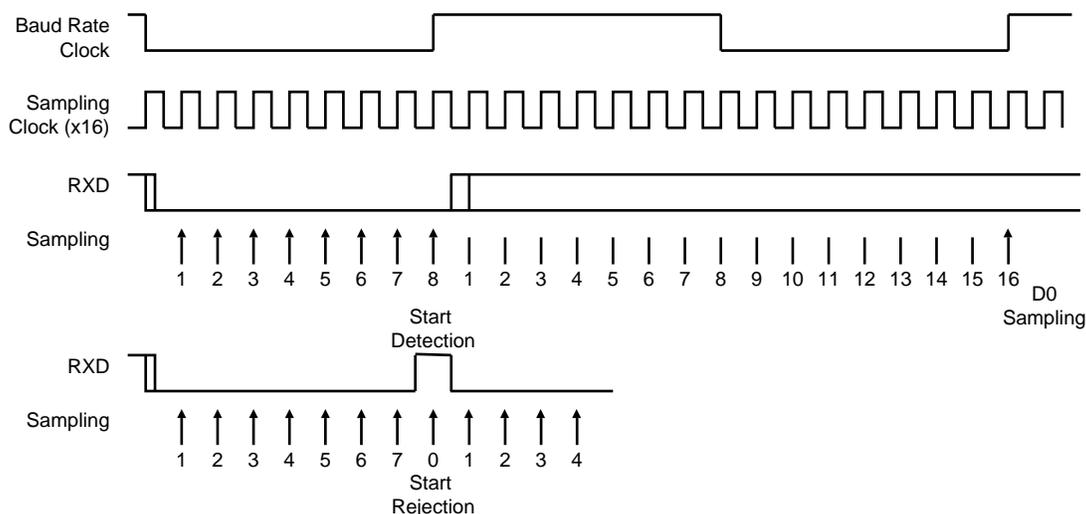 Baud Rate
Clock
Sampling
Clock (x16)
RXD
Sampling
1 2 3 4 5 6 7 8 1 2 3 4 5 6 7 8 9 10 11 12 13 14 15 16
D0
Sampling
Start
Detection
RXD
Sampling
1 2 3 4 5 6 7 0 1 2 3 4
Start
Rejection